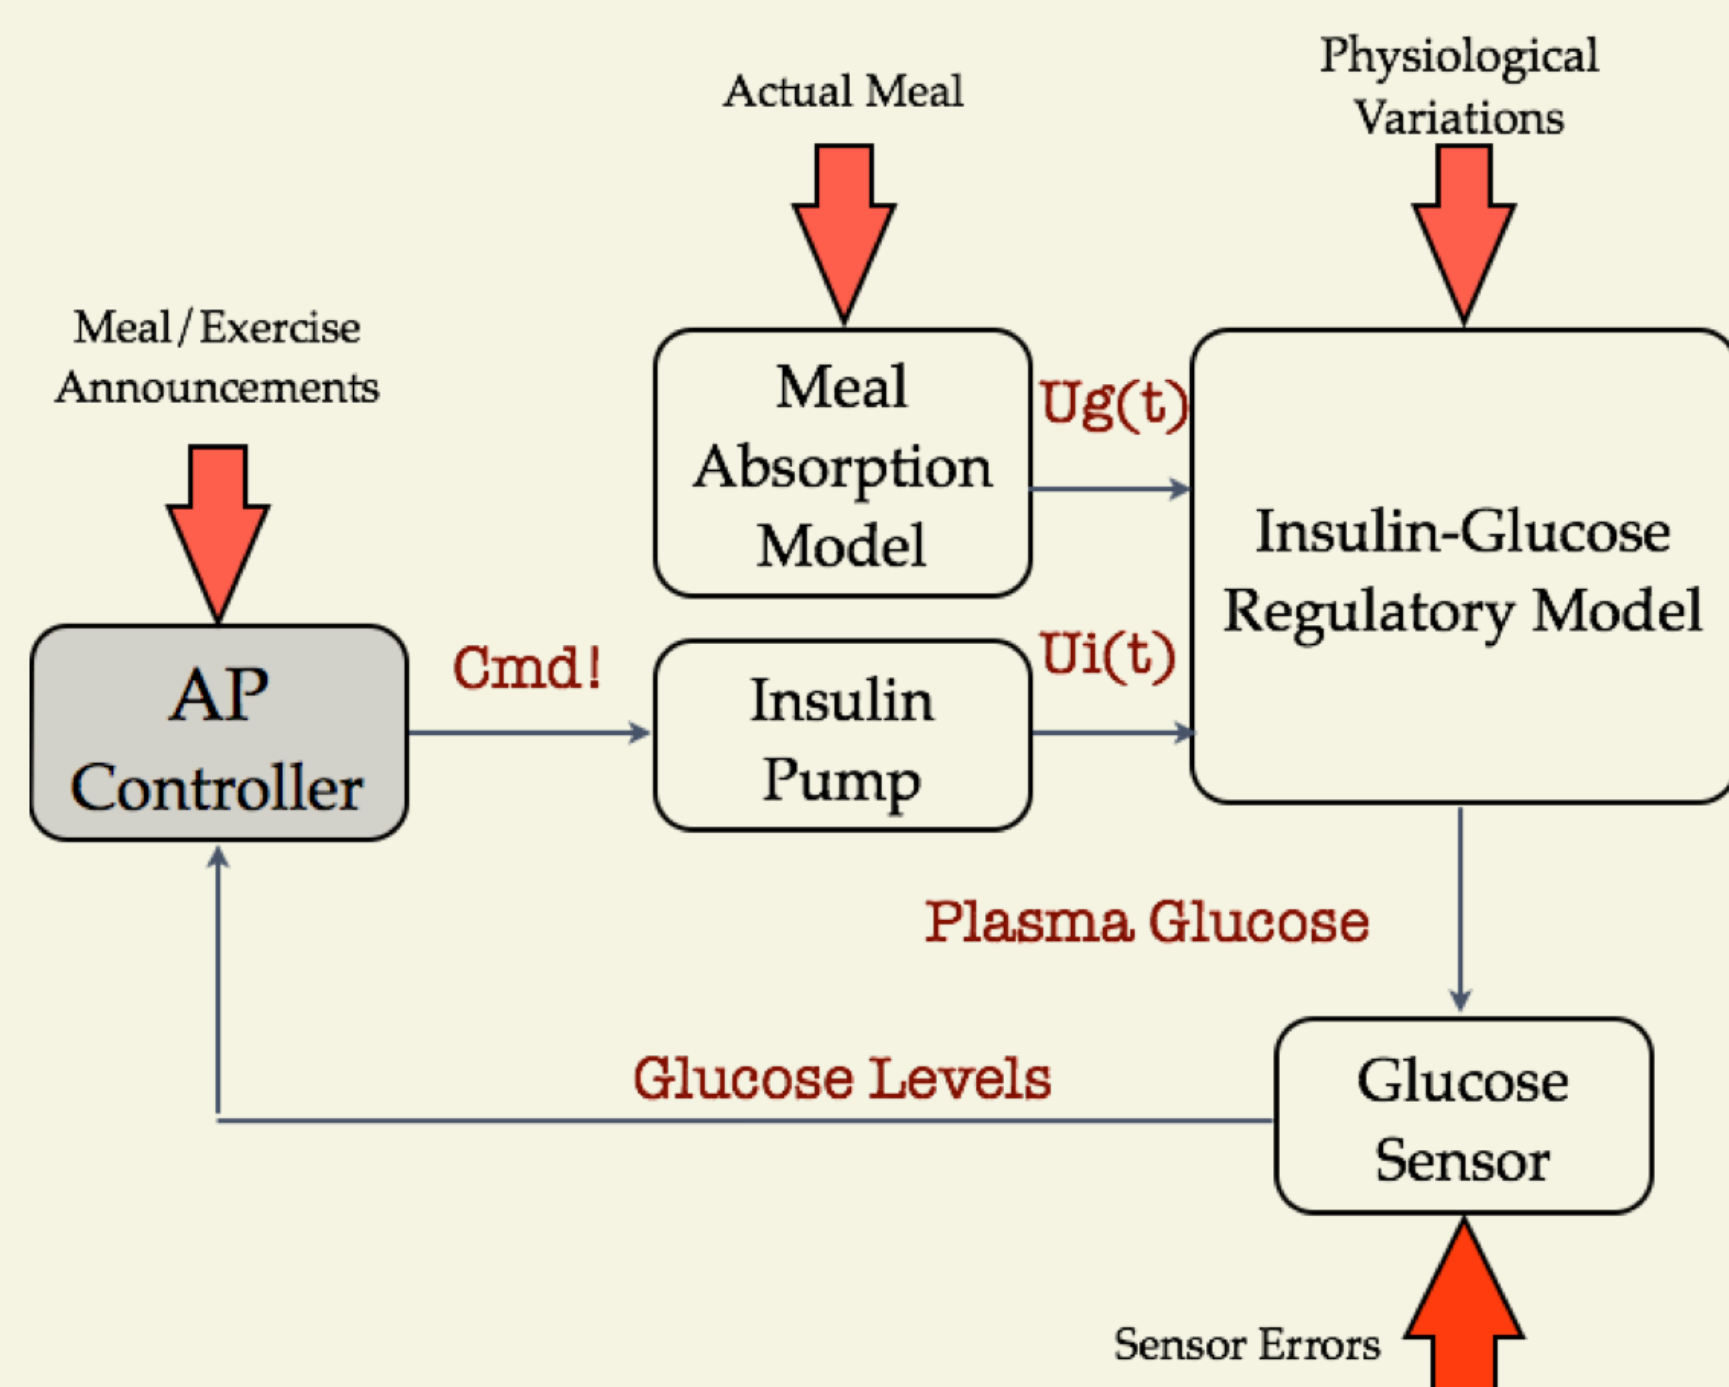 Physiological
Variations
Actual Meal
Meal/Exercise
Announcements
Meal
Absorption
Model
Ug(t)
Insulin-Glucose
Regulatory Model
AP
Controller
Cmd!
Insulin
Pump
Ui(t)
Plasma Glucose
Glucose Levels
Glucose
Sensor
Sensor Errors